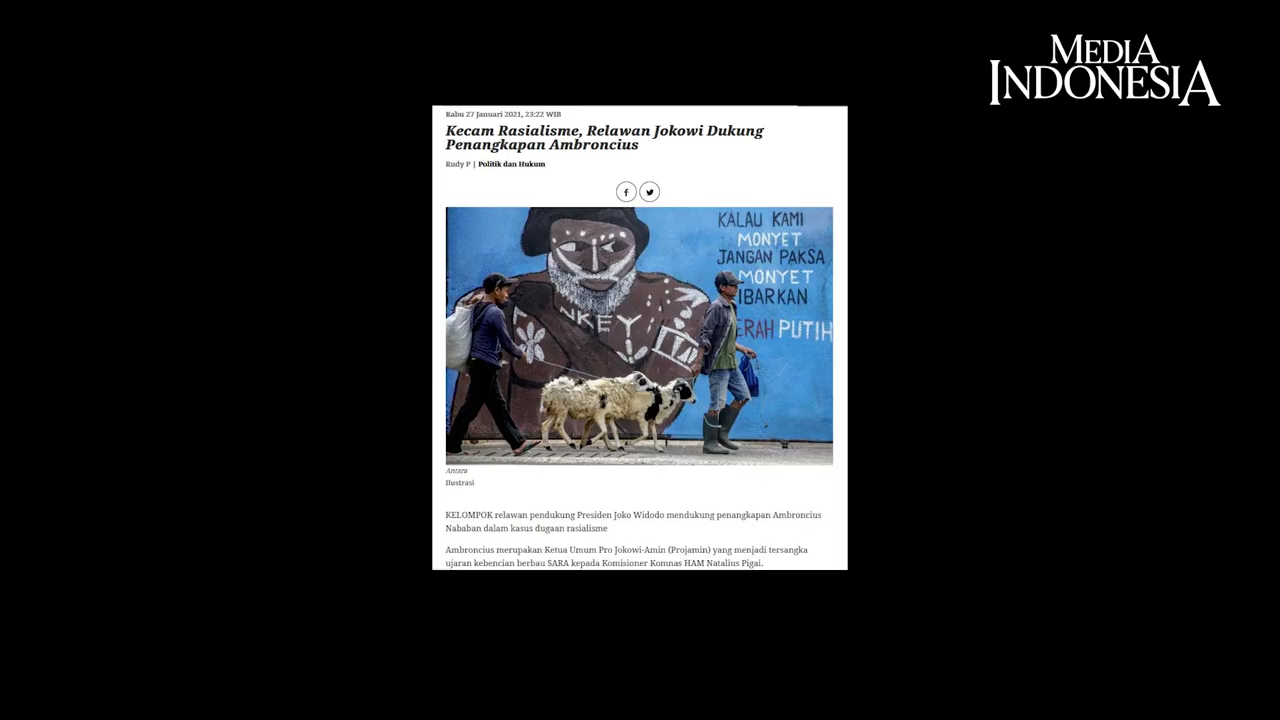 MEDIA
INDONESIA
Rabu 27 Januari 2021, 23:22 WIB
Kecam Rasialisme, Relawan Jokowi Dukung
Penangkapan Ambroncius
Rudy P | Politik dan Hukum
KALAU KAMI
MONYET
JANGAN PAKSA
MONYET
IBARKAN
ERAH PUTIH
NKEY
Antara
Ilustrasi
KELOMPOK relawan pendukung Presiden Joko Widodo mendukung penangkapan Ambroncius
Nababan dalam kasus dugaan rasialisme
Ambroncius merupakan Ketua Umum Pro Jokowi-Amin (Projamin) yang menjadi tersangka
ujaran kebencian berbau SARA kepada Komisioner Komnas HAM Natalius Pigai.